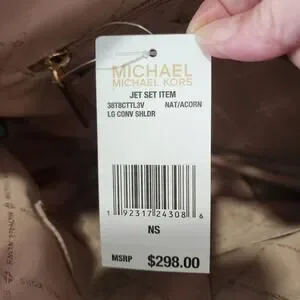 MICHAEL
MICHAEL KORS
JET SET ITEM
38T8CTTL3V NAT/ACORN
LG CONV SHLDR
1 92317 24308 6
NS
MSRP $298.00